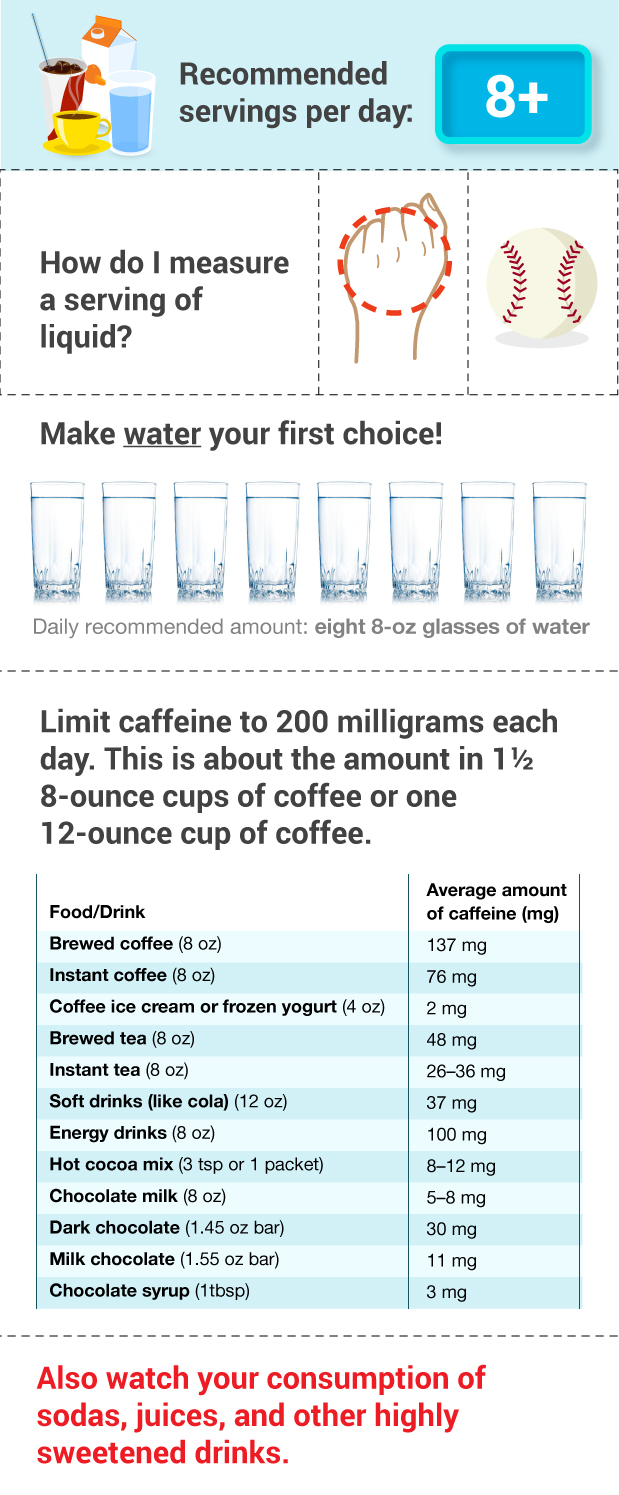 Recommended
servings per day:
8+
How do I measure
a serving of
liquid?
Make water your first choice!
Daily recommended amount: eight 8-oz glasses of water
Limit caffeine to 200 milligrams each
day. This is about the amount in 1½
8-ounce cups of coffee or one
12-ounce cup of coffee.
Food/Drink
Average amount
of caffeine (mg)
Brewed coffee (8 oz) 137 mg
Instant coffee (8 oz) 76 mg
Coffee ice cream or frozen yogurt (4 oz) 2 mg
Brewed tea (8 oz) 48 mg
Instant tea (8 oz) 26–36 mg
Soft drinks (like cola) (12 oz) 37 mg
Energy drinks (8 oz) 100 mg
Hot cocoa mix (3 tsp or 1 packet) 8–12 mg
Chocolate milk (8 oz) 5–8 mg
Dark chocolate (1.45 oz bar) 30 mg
Milk chocolate (1.55 oz bar) 11 mg
Chocolate syrup (1tbsp) 3 mg
Also watch your consumption of
sodas, juices, and other highly
sweetened drinks.